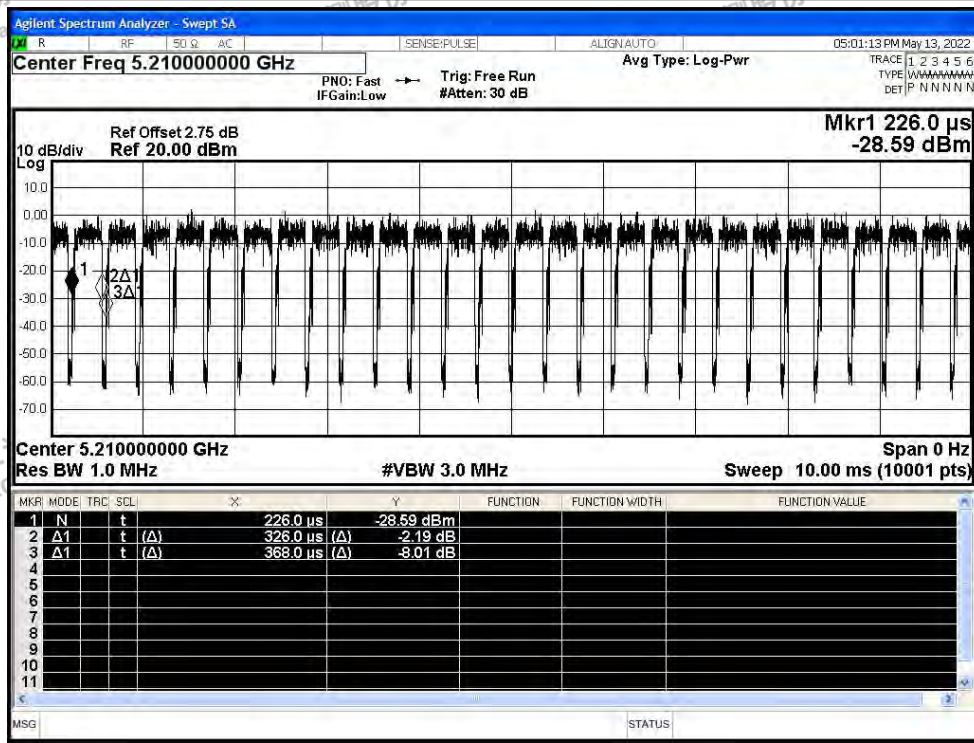 Agilent Spectrum Analyzer - Swept SA
R RF 50 Ω AC SENSE:PULSE ALIGNAUTO 05:01:13 PM May 13, 2022
Center Freq 5.210000000 GHz
PNO: Fast Trig: Free Run Avg Type: Log-Pwr TRACE 1 2 3 4 5 6
IFGain:Low #Atten: 30 dB TYPE
DET P N N N N N
Ref Offset 2.75 dB Mkr1 226.0 µs
10 dB/div Ref 20.00 dBm -28.59 dBm
Log
10.0
0.00
-10.0
-20.0
1
2Δ1
-30.0
3Δ1
-40.0
-50.0
-60.0
-70.0
Center 5.210000000 GHz Span 0 Hz
Res BW 1.0 MHz #VBW 3.0 MHz Sweep 10.00 ms (10001 pts)
MKR MODE TRC SCL X Y FUNCTION FUNCTION WIDTH FUNCTION VALUE
1 N t 226.0 µs -28.59 dBm
2 Δ1 t (Δ) 326.0 µs (Δ) -2.19 dB
3 Δ1 t (Δ) 368.0 µs (Δ) -8.01 dB
4
5
6
7
8
9
10
11
MSG STATUS